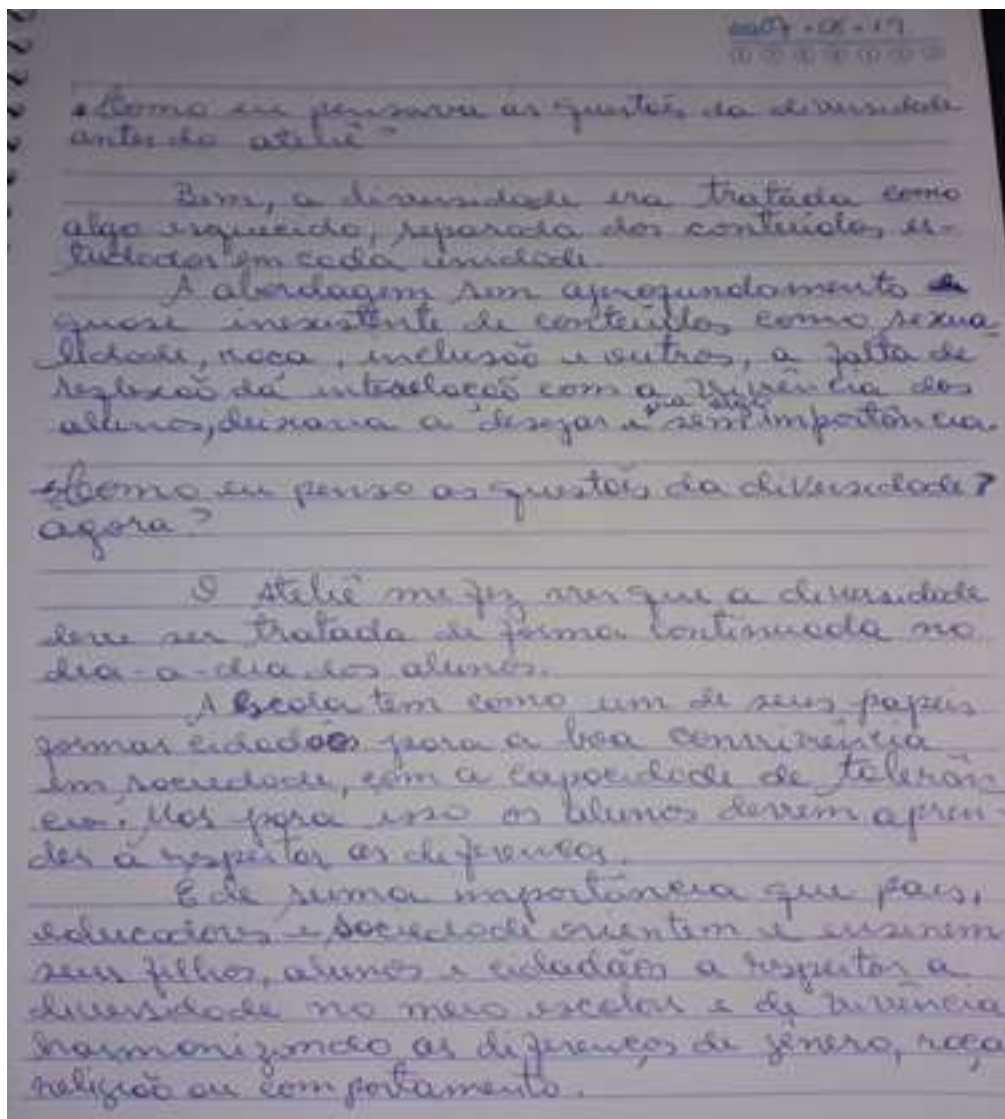 07 - 08 - 19
Como eu pensava as questões da diversidade
antes do ateliê?
Bem, a diversidade era tratada como
algo esquecido, separada dos conteúdos es-
tudados em cada unidade.
A abordagem sem aprofundamento
quase inexistente de conteúdos como sexua
lidade, raça, inclusão e outros, a falta de
reflexão da interelação com a vivência dos
alunos, deixava a desejar e era algo sem importância.
Como eu penso as questões da diversidade?
agora?
O Ateliê me fez ver que a diversidade
deve ser tratada de forma continuada no
dia-a-dia dos alunos.
A Escola tem como um de seus papéis
formar cidadãos para a boa convivência
em sociedade, com a capacidade de tolerân
cia. Mas para isso os alunos devem apren
der à respeitar as diferenças.
É de suma importância que pais,
educadores e sociedade orientem e ensinem
seus filhos, alunos e cidadãos a respeitar a
diversidade no meio escolar e de vivência
harmonizando as diferenças de gênero, raça
religião ou comportamento.